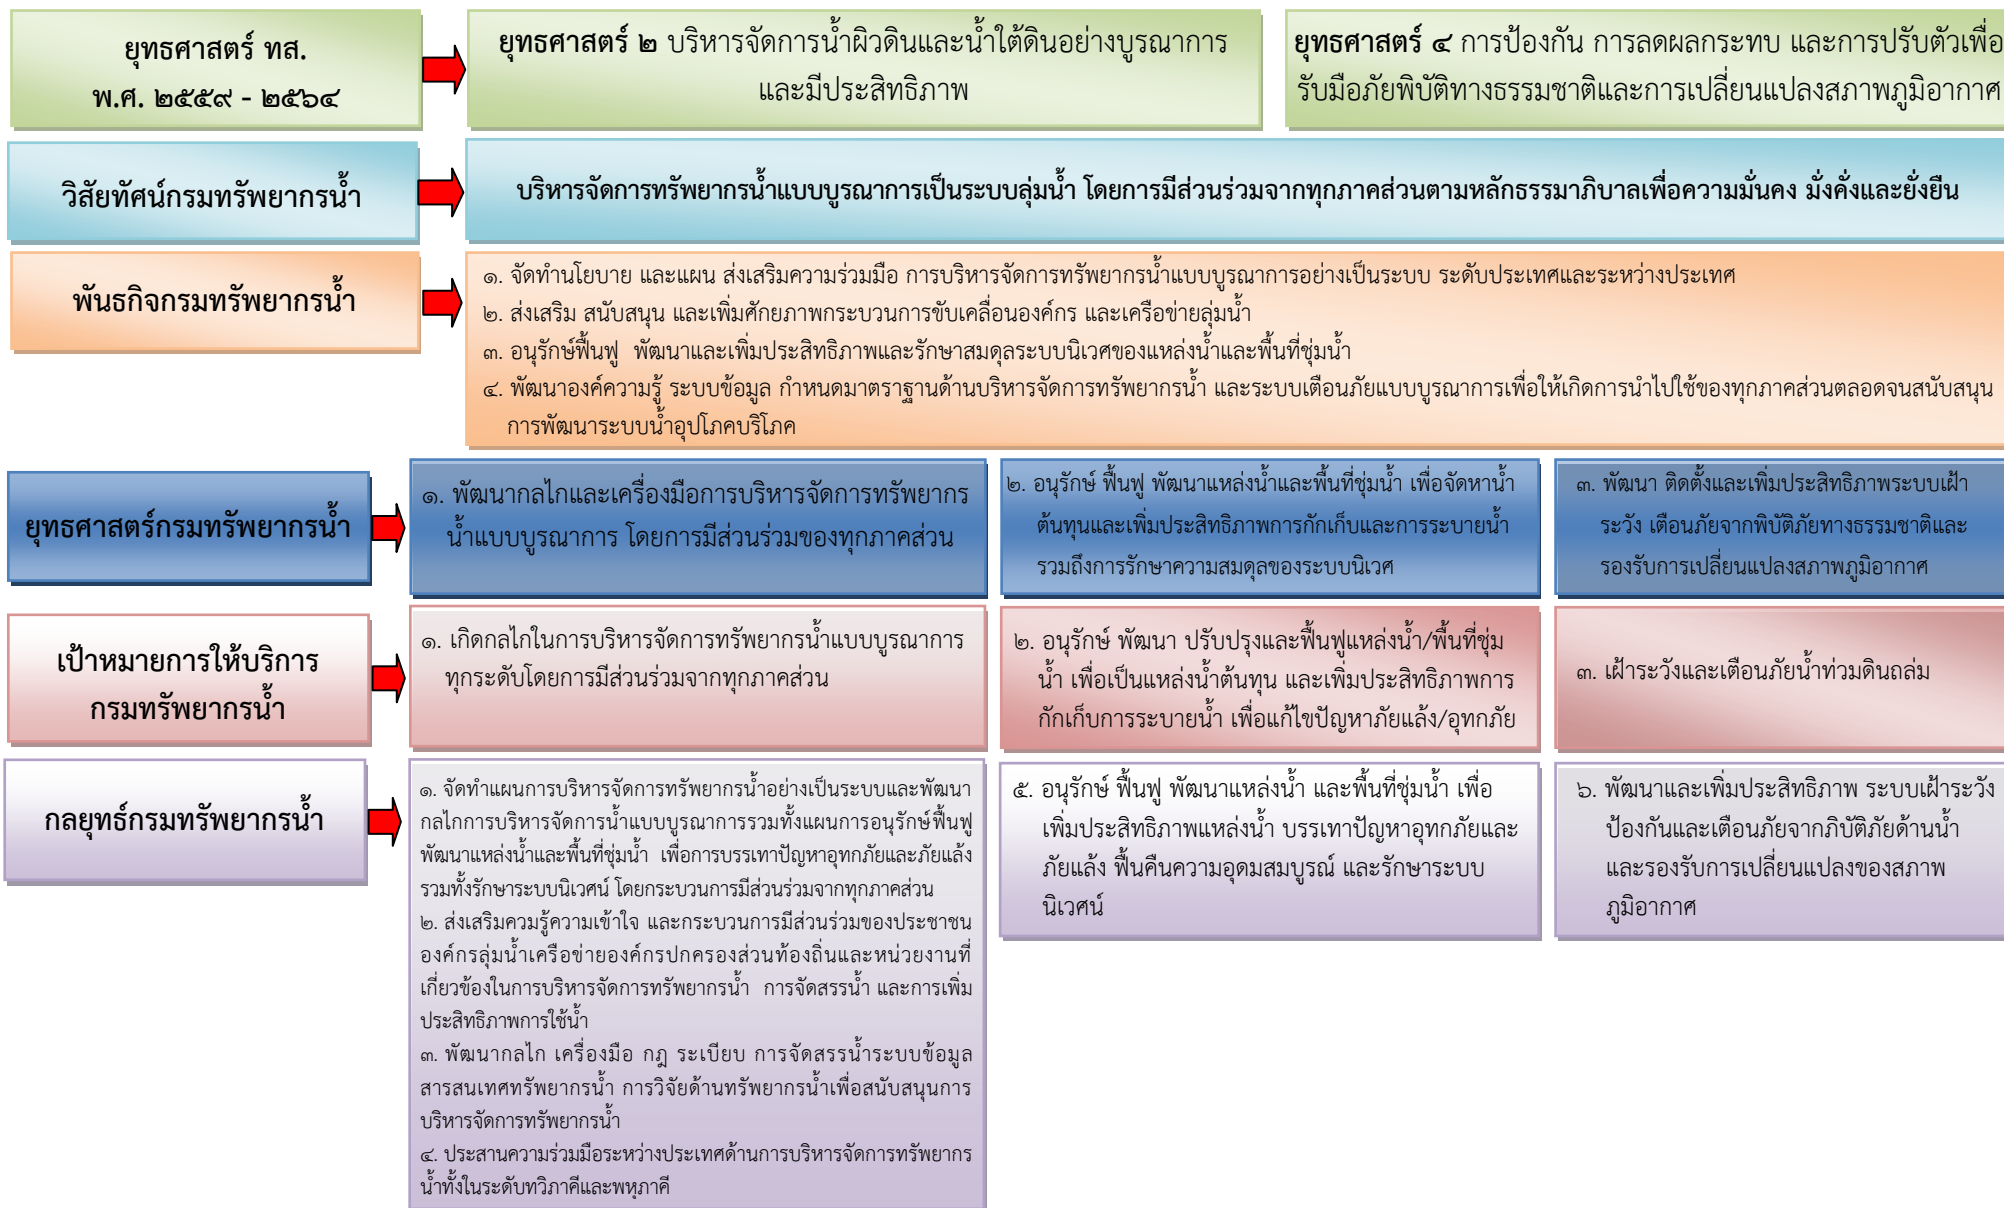 ยุทธศาสตร์ ทส.
พ.ศ. ๒๕๕๙ - ๒๕๖๔
ยุทธศาสตร์ ๒ บริหารจัดการน้ำผิวดินและน้ำใต้ดินอย่างบูรณาการ
และมีประสิทธิภาพ
ยุทธศาสตร์ ๔ การป้องกัน การลดผลกระทบ และการปรับตัวเพื่อ
รับมือภัยพิบัติทางธรรมชาติและการเปลี่ยนแปลงสภาพภูมิอากาศ
วิสัยทัศน์กรมทรัพยากรน้ำ
บริหารจัดการทรัพยากรน้ำแบบบูรณาการเป็นระบบลุ่มน้ำ โดยการมีส่วนร่วมจากทุกภาคส่วนตามหลักธรรมาภิบาลเพื่อความมั่นคง มั่งคั่งและยั่งยืน
พันธกิจกรมทรัพยากรน้ำ
๑. จัดทำนโยบาย และแผน ส่งเสริมความร่วมมือ การบริหารจัดการทรัพยากรน้ำแบบบูรณาการอย่างเป็นระบบ ระดับประเทศและระหว่างประเทศ
๒. ส่งเสริม สนับสนุน และเพิ่มศักยภาพกระบวนการขับเคลื่อนองค์กร และเครือข่ายลุ่มน้ำ
๓. อนุรักษ์ฟื้นฟู พัฒนาและเพิ่มประสิทธิภาพและรักษาสมดุลระบบนิเวศของแหล่งน้ำและพื้นที่ชุ่มน้ำ
๔. พัฒนาองค์ความรู้ ระบบข้อมูล กำหนดมาตราฐานด้านบริหารจัดการทรัพยากรน้ำ และระบบเตือนภัยแบบบูรณาการเพื่อให้เกิดการนำไปใช้ของทุกภาคส่วนตลอดจนสนับสนุน
การพัฒนาระบบน้ำอุปโภคบริโภค
ยุทธศาสตร์กรมทรัพยากรน้ำ
๑. พัฒนากลไกและเครื่องมือการบริหารจัดการทรัพยากร
น้ำแบบบูรณาการ โดยการมีส่วนร่วมของทุกภาคส่วน
๒. อนุรักษ์ ฟื้นฟู พัฒนาแหล่งน้ำและพื้นที่ชุ่มน้ำ เพื่อจัดหาน้ำ
ต้นทุนและเพิ่มประสิทธิภาพการกักเก็บและการระบายน้ำ
รวมถึงการรักษาความสมดุลของระบบนิเวศ
๓. พัฒนา ติดตั้งและเพิ่มประสิทธิภาพระบบเฝ้า
ระวัง เตือนภัยจากพิบัติภัยทางธรรมชาติและ
รองรับการเปลี่ยนแปลงสภาพภูมิอากาศ
เป้าหมายการให้บริการ
กรมทรัพยากรน้ำ
๑. เกิดกลไกในการบริหารจัดการทรัพยากรน้ำแบบบูรณาการ
ทุกระดับโดยการมีส่วนร่วมจากทุกภาคส่วน
๒. อนุรักษ์ พัฒนา ปรับปรุงและฟื้นฟูแหล่งน้ำ/พื้นที่ชุ่ม
น้ำ เพื่อเป็นแหล่งน้ำต้นทุน และเพิ่มประสิทธิภาพการ
กักเก็บการระบายน้ำ เพื่อแก้ไขปัญหาภัยแล้ง/อุทกภัย
๓. เฝ้าระวังและเตือนภัยน้ำท่วมดินถล่ม
กลยุทธ์กรมทรัพยากรน้ำ
๑. จัดทำแผนการบริหารจัดการทรัพยากรน้ำอย่างเป็นระบบและพัฒนา
กลไกการบริหารจัดการน้ำแบบบูรณาการรวมทั้งแผนการอนุรักษ์ฟื้นฟู
พัฒนาแหล่งน้ำและพื้นที่ชุ่มน้ำ เพื่อการบรรเทาปัญหาอุทกภัยและภัยแล้ง
รวมทั้งรักษาระบบนิเวศน์ โดยกระบวนการมีส่วนร่วมจากทุกภาคส่วน
๒. ส่งเสริมควมรู้ความเข้าใจ และกระบวนการมีส่วนร่วมของประชาชน
องค์กรลุ่มน้ำเครือข่ายองค์กรปกครองส่วนท้องถิ่นและหน่วยงานที่
เกี่ยวข้องในการบริหารจัดการทรัพยากรน้ำ การจัดสรรน้ำ และการเพิ่ม
ประสิทธิภาพการใช้น้ำ
๓. พัฒนากลไก เครื่องมือ กฎ ระเบียบ การจัดสรรน้ำระบบข้อมูล
สารสนเทศทรัพยากรน้ำ การวิจัยด้านทรัพยากรน้ำเพื่อสนับสนุนการ
บริหารจัดการทรัพยากรน้ำ
๔. ประสานความร่วมมือระหว่างประเทศด้านการบริหารจัดการทรัพยากร
น้ำทั้งในระดับทวิภาคีและพหุภาคี
๕. อนุรักษ์ ฟื้นฟู พัฒนาแหล่งน้ำ และพื้นที่ชุ่มน้ำ เพื่อ
เพิ่มประสิทธิภาพแหล่งน้ำ บรรเทาปัญหาอุทกภัยและ
ภัยแล้ง ฟื้นคืนความอุดมสมบูรณ์ และรักษาระบบ
นิเวศน์
๖. พัฒนาและเพิ่มประสิทธิภาพ ระบบเฝ้าระวัง
ป้องกันและเตือนภัยจากภิบัติภัยด้านน้ำ
และรองรับการเปลี่ยนแปลงของสภาพ
ภูมิอากาศ